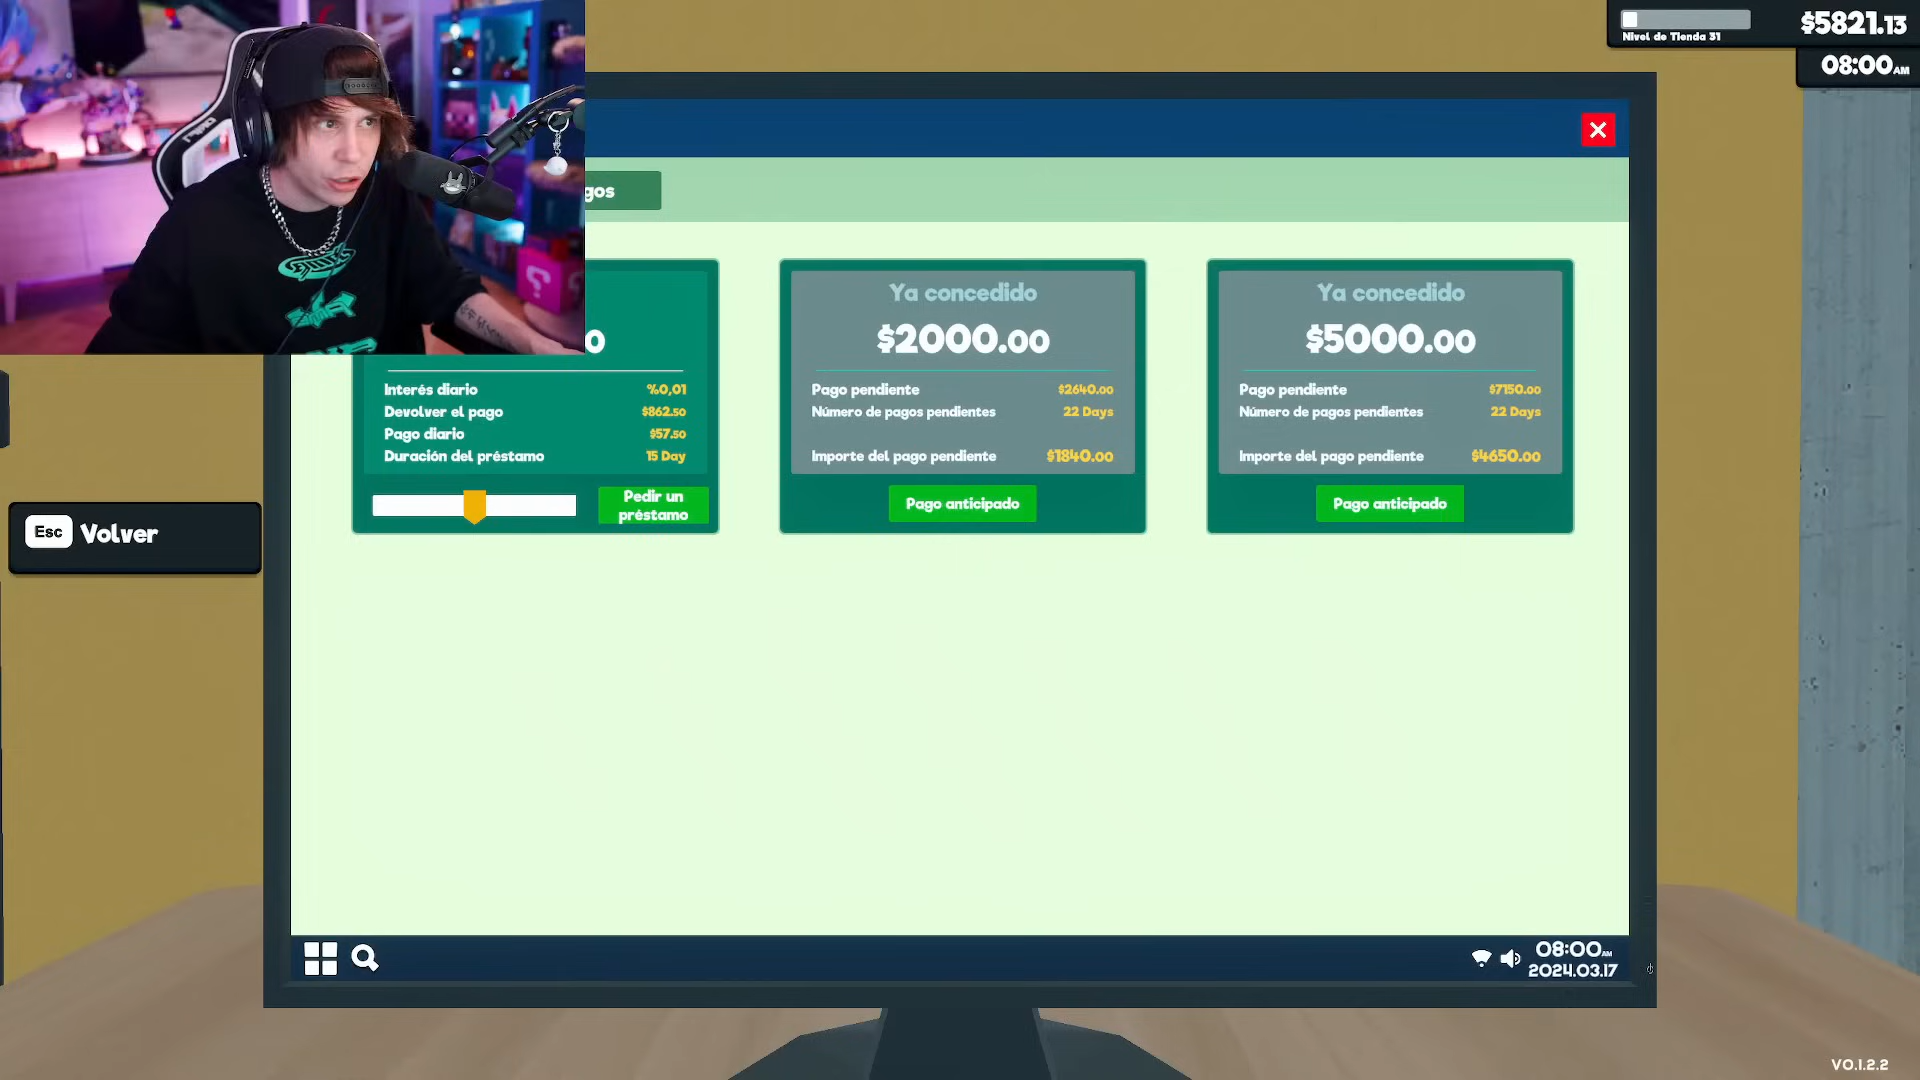 Nivel de Tienda 31
$5821.13
08:00AM
gos
0
Interés diario %0,01
Devolver el pago $862.50
Pago diario $57.50
Duración del préstamo 15 Day
Pedir un
préstamo
Ya concedido
$2000.00
Pago pendiente $2640.00
Número de pagos pendientes 22 Days
Importe del pago pendiente $1840.00
Pago anticipado
Ya concedido
$5000.00
Pago pendiente $7150.00
Número de pagos pendientes 22 Days
Importe del pago pendiente $4650.00
Pago anticipado
Esc Volver
08:00AM
2024.03.17
V0.1.2.2